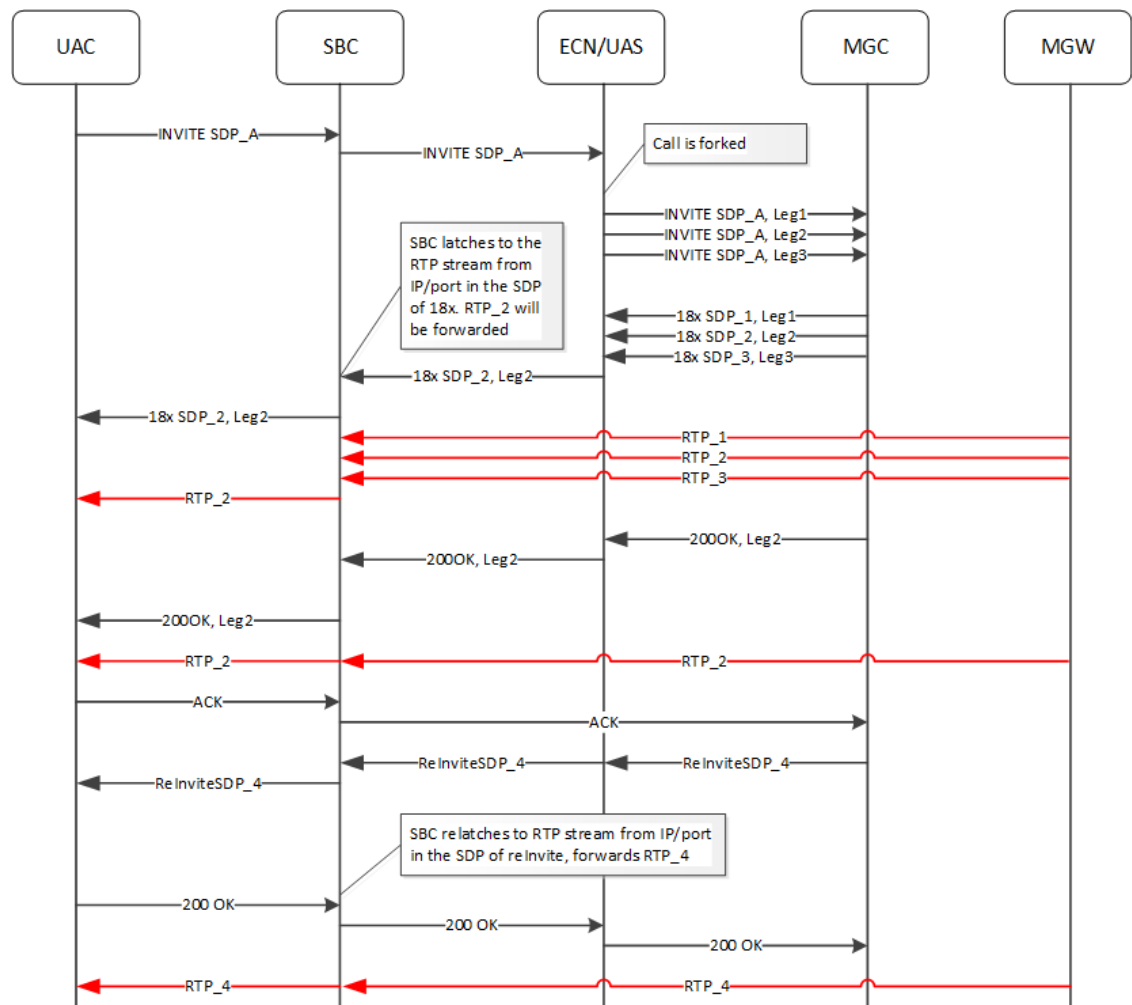 UAC
SBC
ECN/UAS
MGC
MGW
INVITE SDP_A
INVITE SDP_A
Call is forked
INVITE SDP_A, Leg1
INVITE SDP_A, Leg2
INVITE SDP_A, Leg3
SBC latches to the
RTP stream from
IP/port in the SDP
of 18x. RTP_2 will
be forwarded
18x SDP_1, Leg1
18x SDP_2, Leg2
18x SDP_3, Leg3
18x SDP_2, Leg2
18x SDP_2, Leg2
RTP_1
RTP_2
RTP_3
RTP_2
200OK, Leg2
200OK, Leg2
200OK, Leg2
RTP_2
RTP_2
ACK
ACK
ReInviteSDP_4
ReInviteSDP_4
ReInviteSDP_4
SBC relatches to RTP stream from IP/port
in the SDP of reInvite, forwards RTP_4
200 OK
200 OK
200 OK
RTP_4
RTP_4